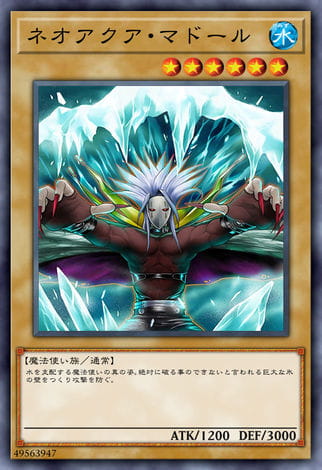 ネオアクア・マドール
水
【魔法使い族／通常】
氷を支配する魔法使いの真の姿。絶対に破る事のできないと言われる巨大な氷
の壁をつくり攻撃を防ぐ。
ATK/1200 DEF/3000
49563947